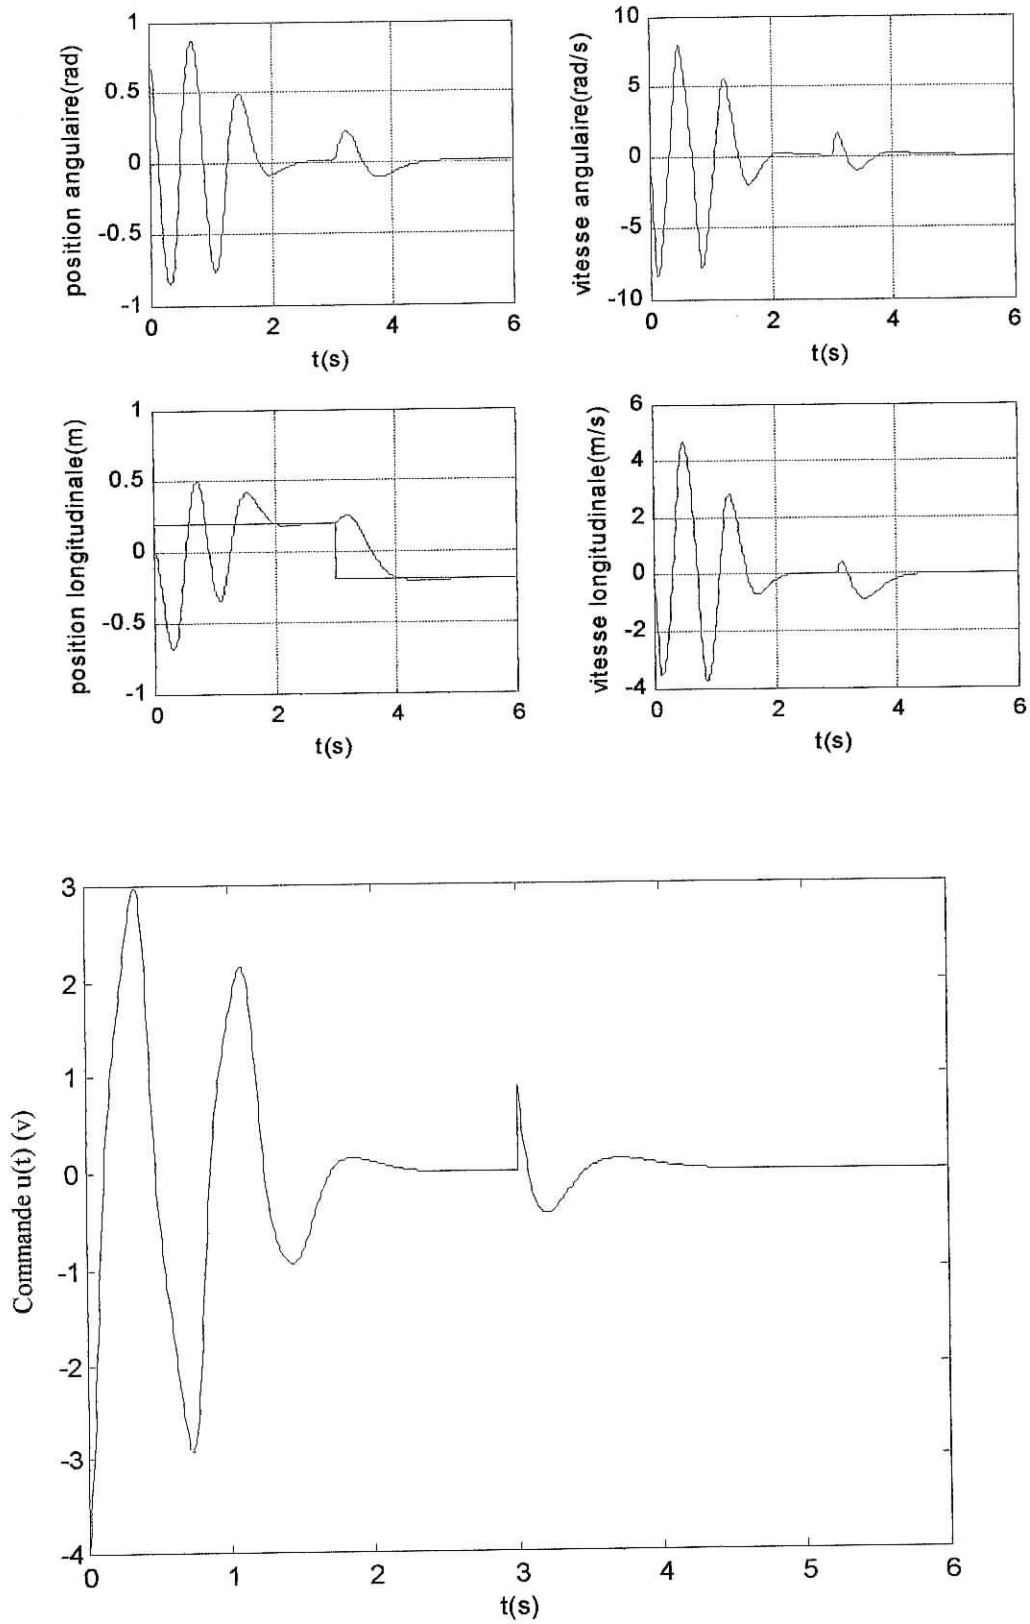 position angulaire(rad)
1
0.5
0
-0.5
-1
0 2 4 6
t(s)
vitesse angulaire(rad/s)
10
5
0
-5
-10
0 2 4 6
t(s)
position longitudinale(m)
1
0.5
0
-0.5
-1
0 2 4 6
t(s)
vitesse longitudinale(m/s)
6
4
2
0
-2
-4
0 2 4 6
t(s)
Commande u(t) (v)
3
2
1
0
-1
-2
-3
-4
0 1 2 3 4 5 6
t(s)